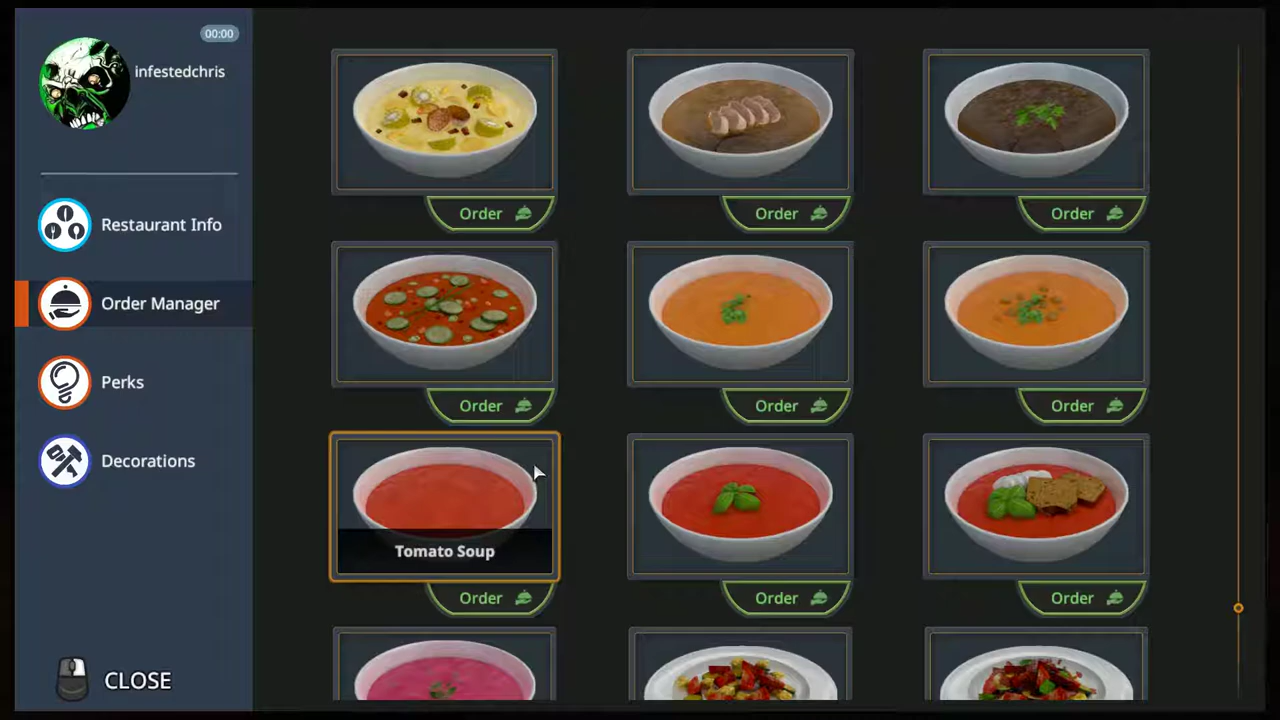 00:00
infestedchris
Restaurant Info
Order Manager
Perks
Decorations
CLOSE
Order
Order
Order
Order
Order
Order
Tomato Soup
Order
Order
Order